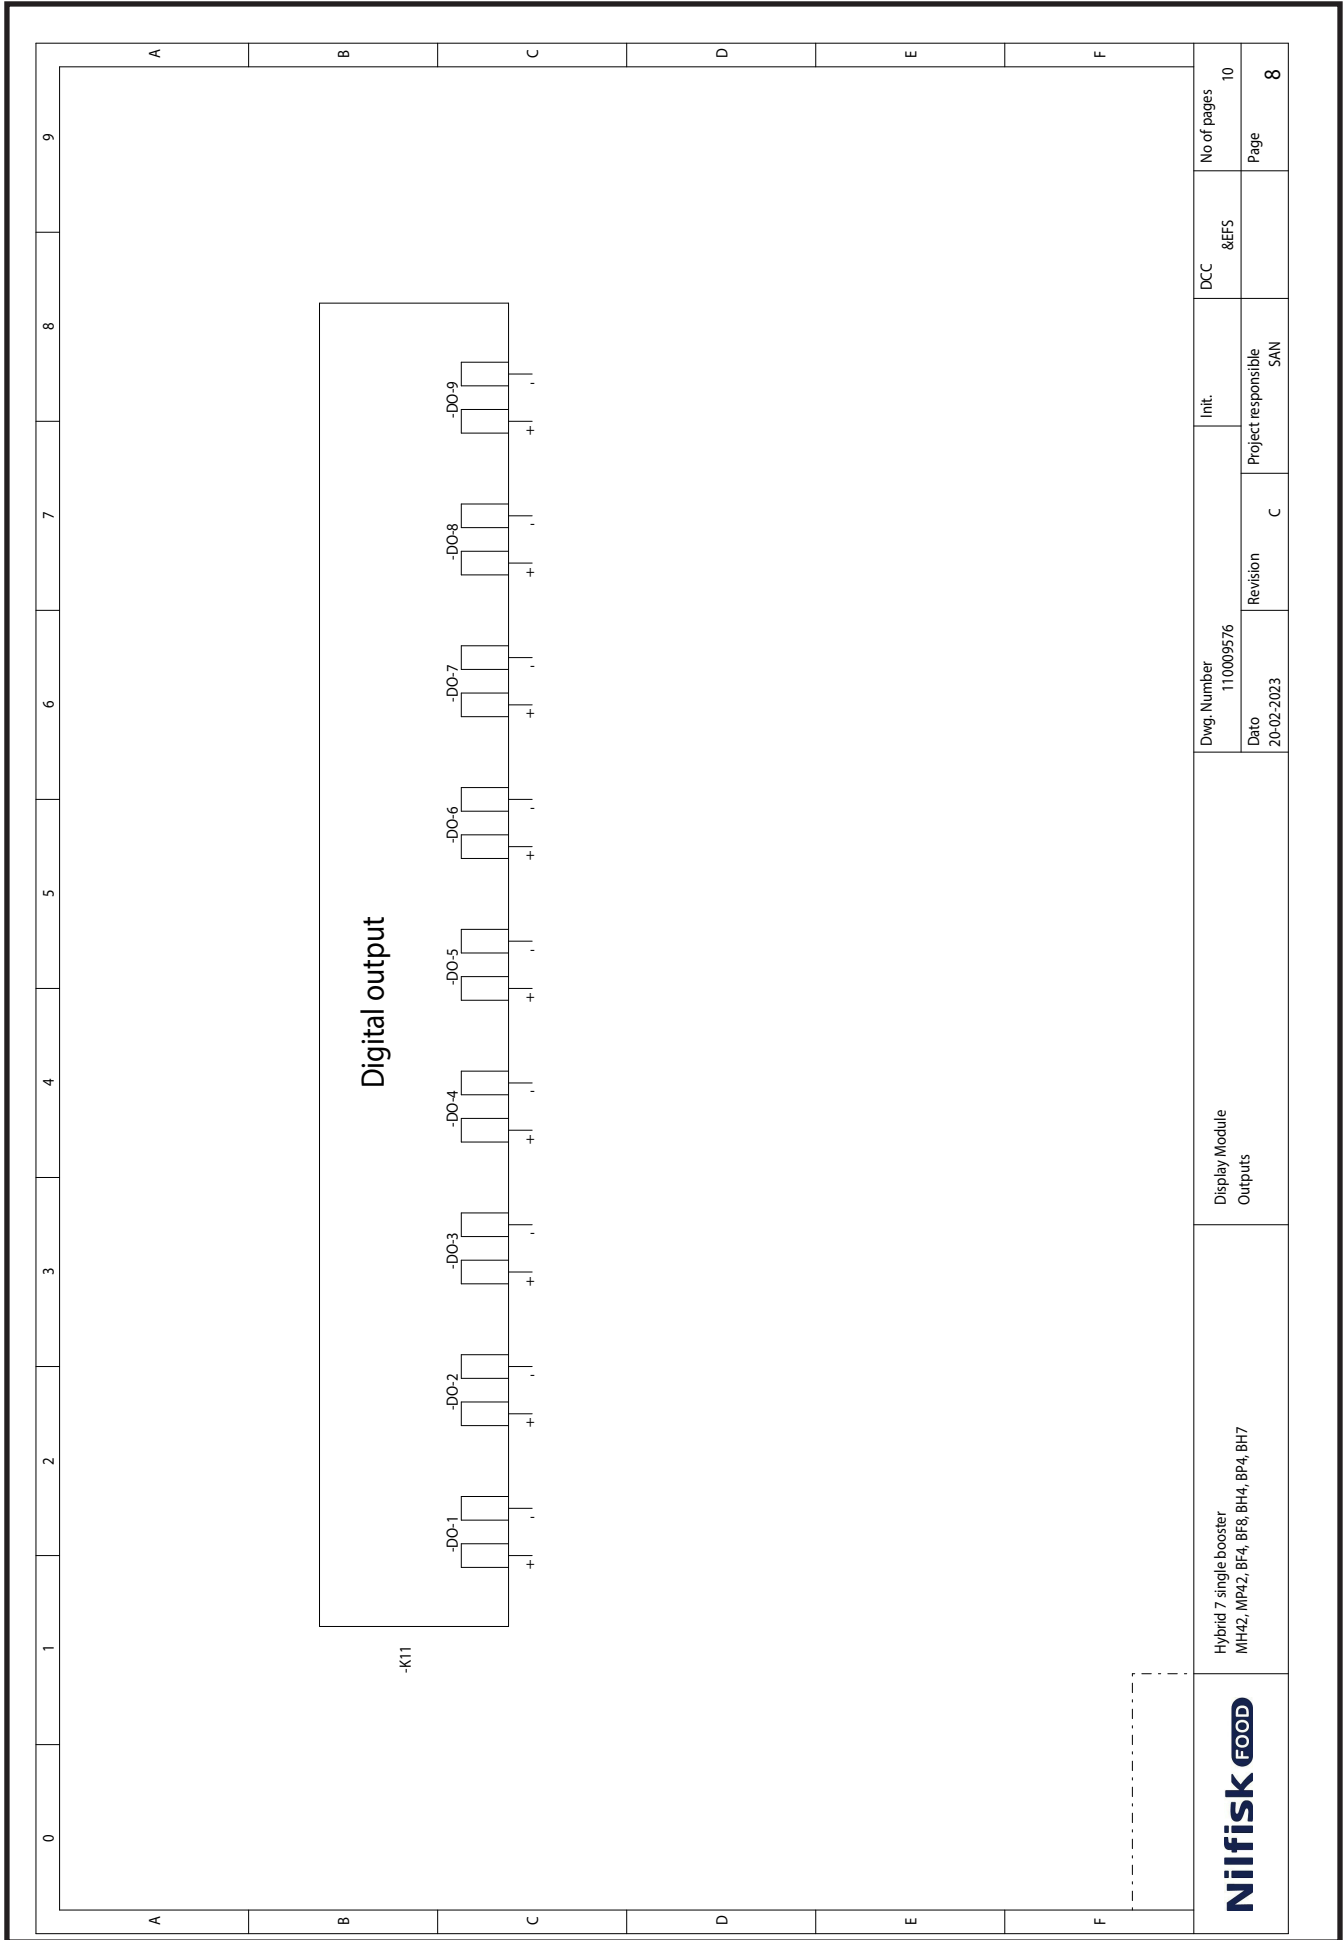 0 1 2 3 4 5 6 7 8 9
A A
B B
C C
D D
E E
F F
Digital output
-K11
-DO-1 -DO-2 -DO-3 -DO-4 -DO-5 -DO-6 -DO-7 -DO-8 -DO-9
+ - + - + - + - + - + - + - + - + -
Nilfisk FOOD
Hybrid 7 single booster
MH42, MP42, BF4, BF8, BH4, BP4, BH7
Display Module
Outputs
Dwg. Number
110009576
Init.
DCC
&EFS
No of pages
10
Dato
20-02-2023
Revision
C
Project responsible
SAN
Page
8